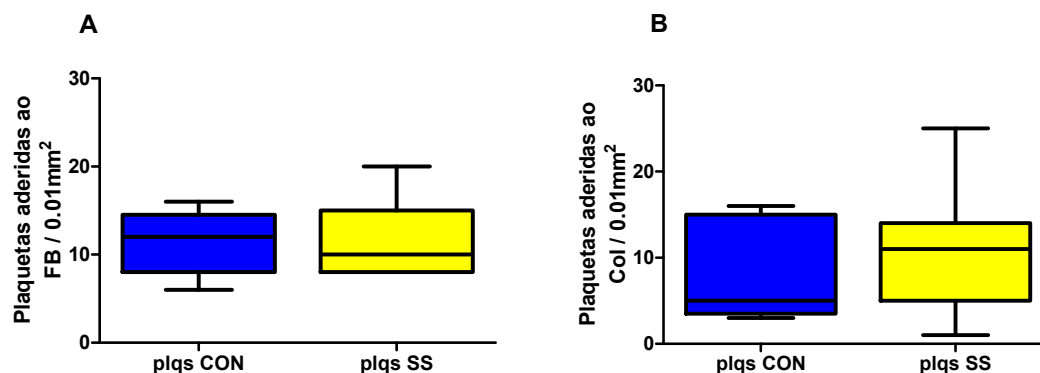 A
Plaquetas aderidas ao
FB / 0.01mm²
30
20
10
0
plqs CON
plqs SS
B
Plaquetas aderidas ao
Col / 0.01mm²
30
20
10
0
plqs CON
plqs SS